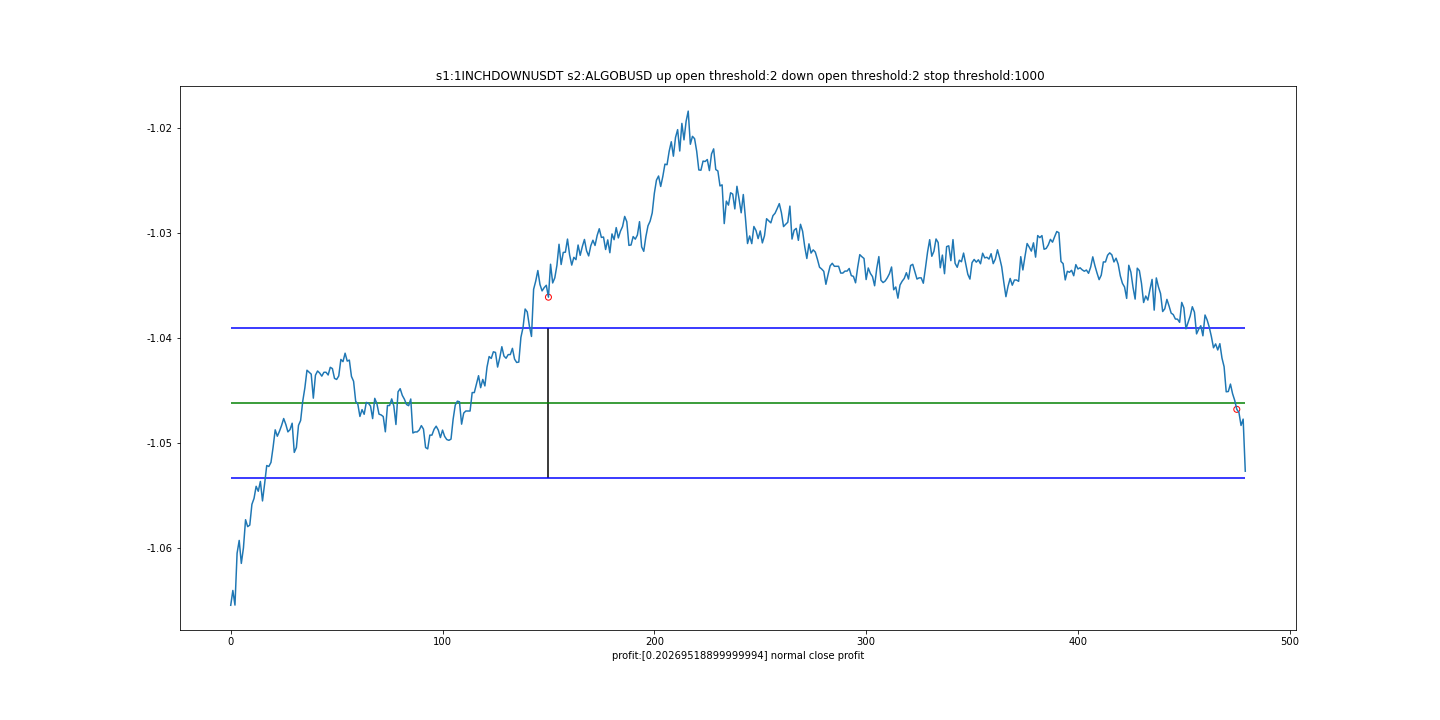 s1:1INCHDOWNUSDT s2:ALGOBUSD up open threshold:2 down open threshold:2 stop threshold:1000
-1.02
-1.03
-1.04
-1.05
-1.06
0 100 200 300 400 500
profit:[0.20269518899999994] normal close profit